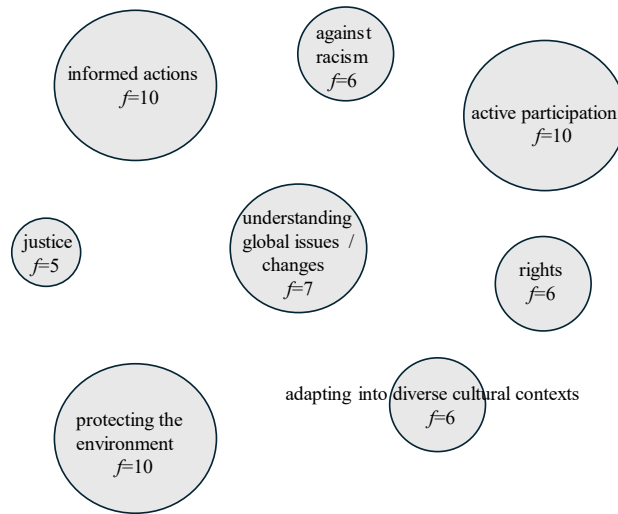 informed actions
f=10
against
racism
f=6
active participation
f=10
justice
f=5
understanding
global issues /
changes
f=7
rights
f=6
protecting the
environment
f=10
adapting into diverse cultural contexts
f=6